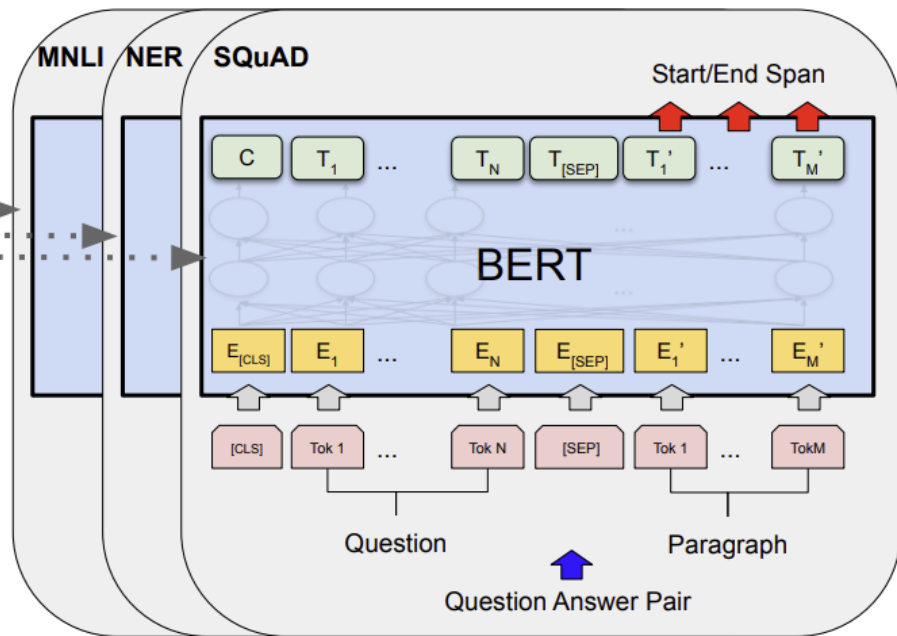 MNLI NER SQuAD
Start/End Span
C T1 ... TN T[SEP] T1' ... TM'
...
BERT
...
E[CLS] E1 ... EN E[SEP] E1' ... EM'
[CLS] Tok 1 ... Tok N [SEP] Tok 1 ... TokM
Question Paragraph
Question Answer Pair